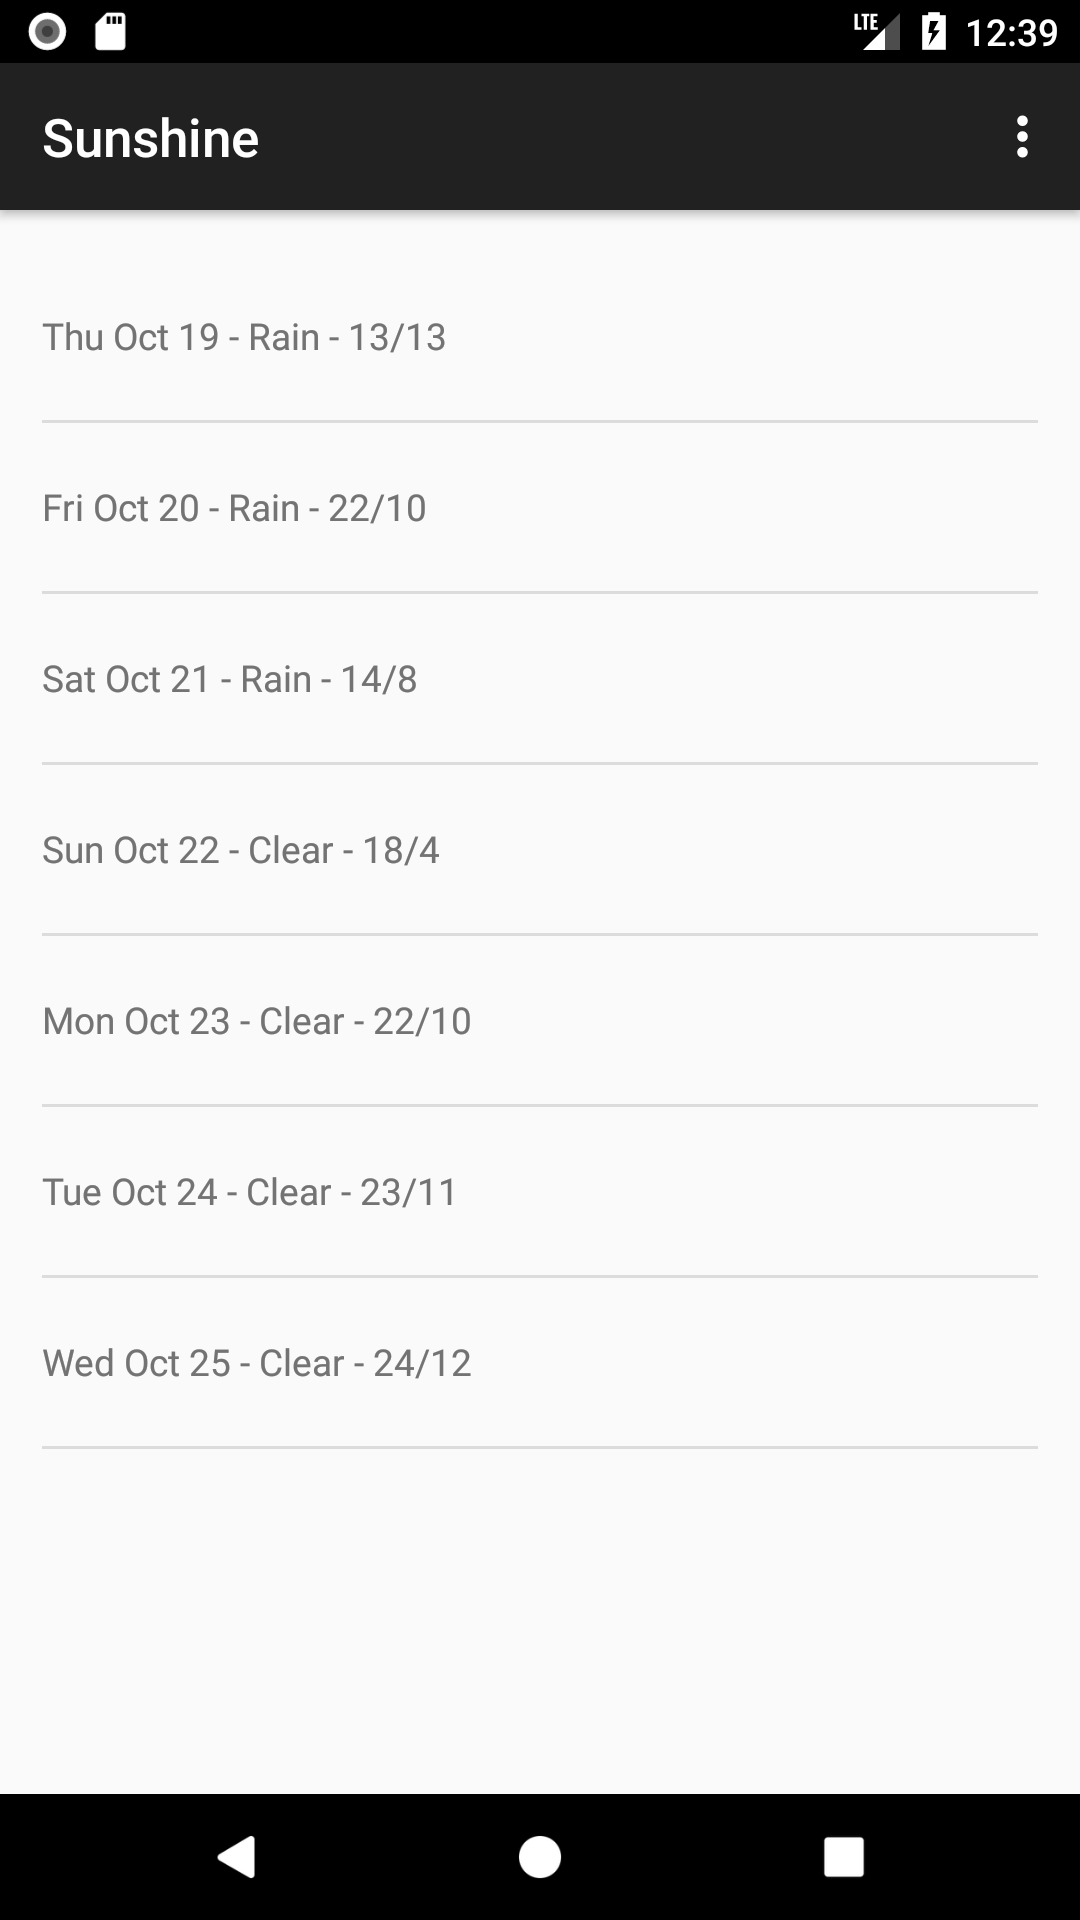 LTE 12:39
Sunshine
Thu Oct 19 - Rain - 13/13
Fri Oct 20 - Rain - 22/10
Sat Oct 21 - Rain - 14/8
Sun Oct 22 - Clear - 18/4
Mon Oct 23 - Clear - 22/10
Tue Oct 24 - Clear - 23/11
Wed Oct 25 - Clear - 24/12